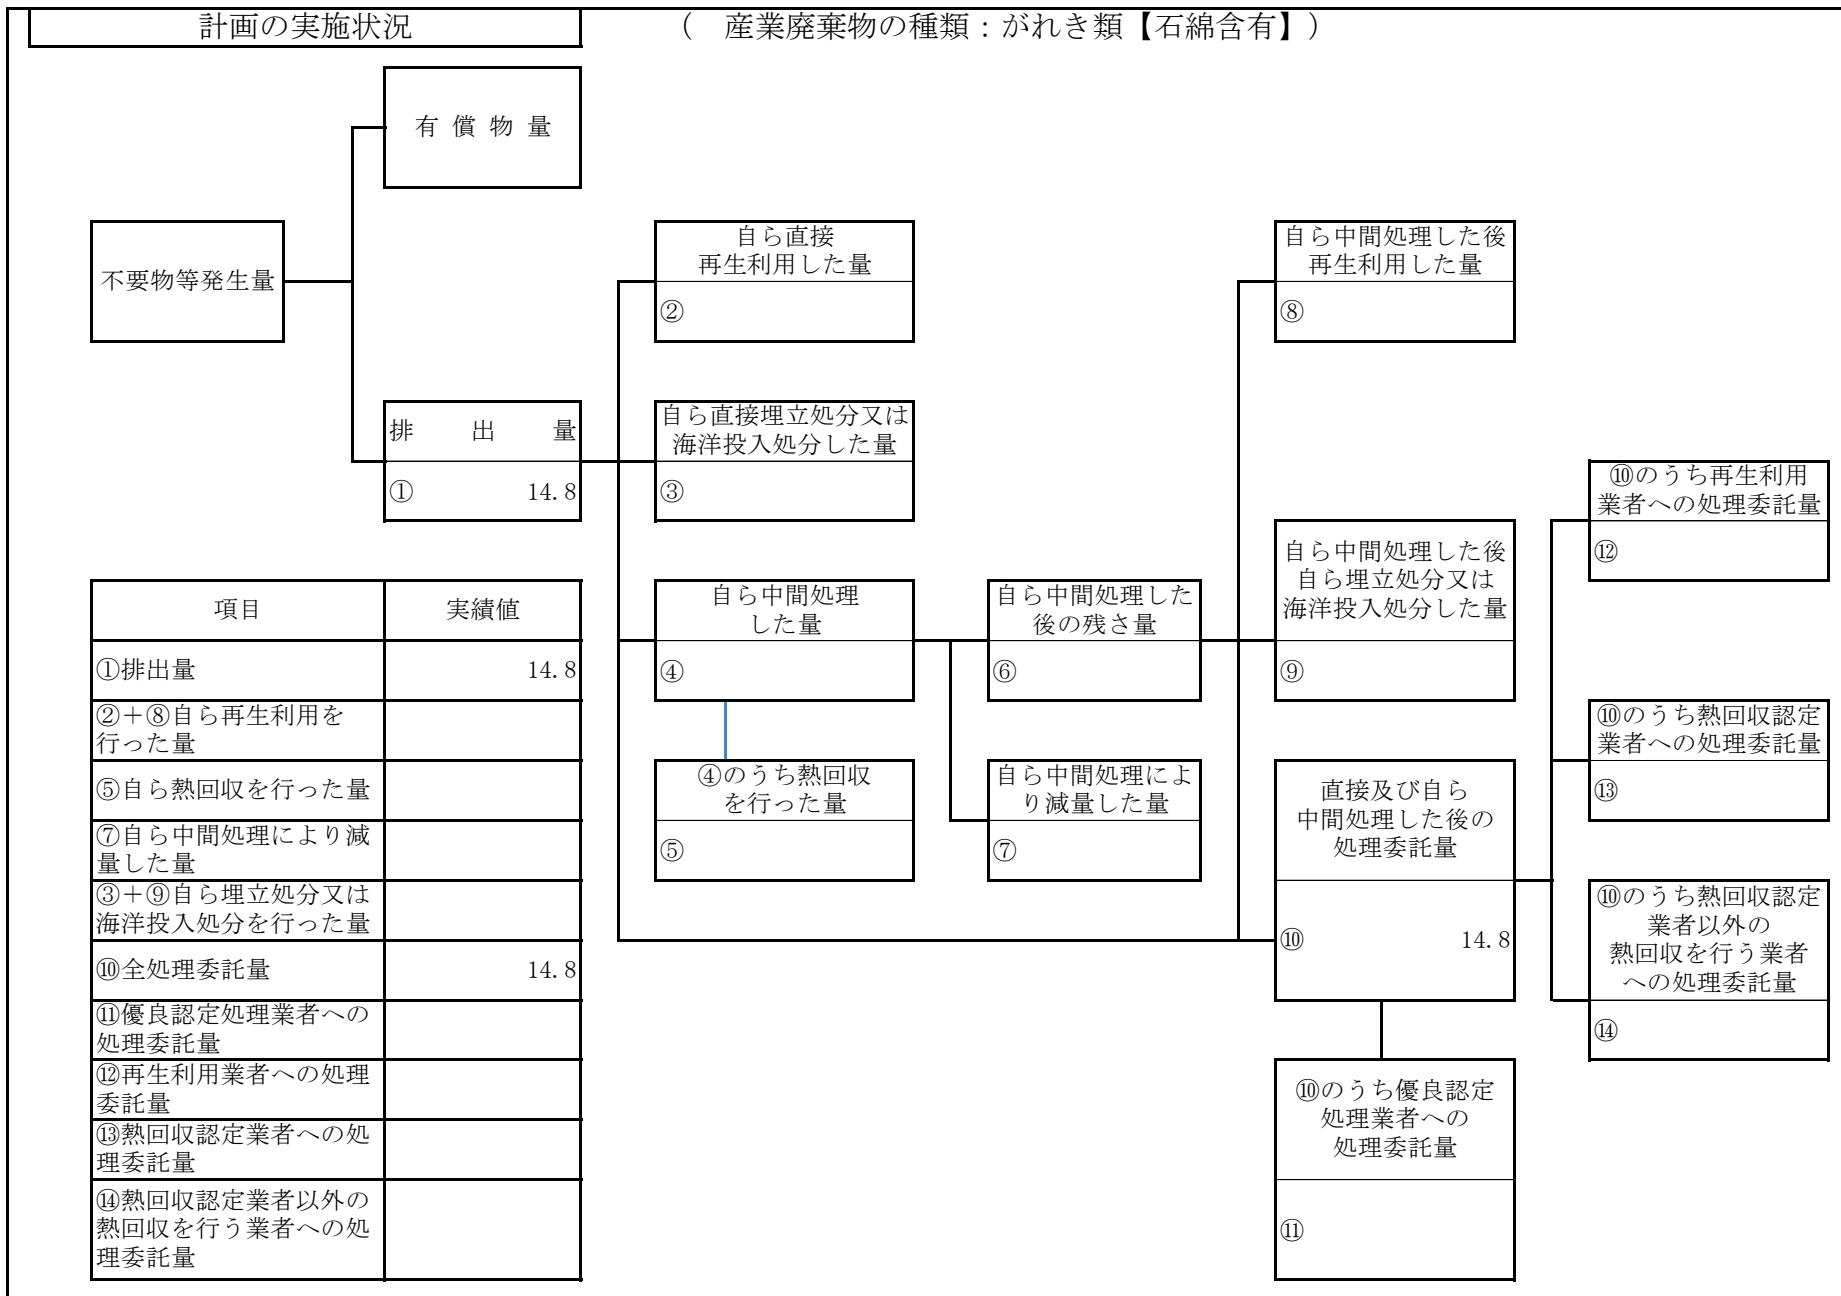 計画の実施状況
（　産業廃棄物の種類：がれき類【石綿含有】）
有 償 物 量
不要物等発生量
自ら直接
再生利用した量
②
自ら中間処理した後
再生利用した量
⑧
排 出 量
① 14.8
自ら直接埋立処分又は
海洋投入処分した量
③
⑩のうち再生利用
業者への処理委託量
⑫
自ら中間処理した後
自ら埋立処分又は
海洋投入処分した量
⑨
自ら中間処理
した量
④
自ら中間処理した
後の残さ量
⑥
⑩のうち熱回収認定
業者への処理委託量
⑬
④のうち熱回収
を行った量
⑤
自ら中間処理によ
り減量した量
⑦
直接及び自ら
中間処理した後の
処理委託量
⑩ 14.8
⑩のうち熱回収認定
業者以外の
熱回収を行う業者
への処理委託量
⑭
⑩のうち優良認定
処理業者への
処理委託量
⑪
項目 実績値
①排出量 14.8
②＋⑧自ら再生利用を
行った量
⑤自ら熱回収を行った量
⑦自ら中間処理により減
量した量
③＋⑨自ら埋立処分又は
海洋投入処分を行った量
⑩全処理委託量 14.8
⑪優良認定処理業者への
処理委託量
⑫再生利用業者への処理
委託量
⑬熱回収認定業者への処
理委託量
⑭熱回収認定業者以外の
熱回収を行う業者への処
理委託量